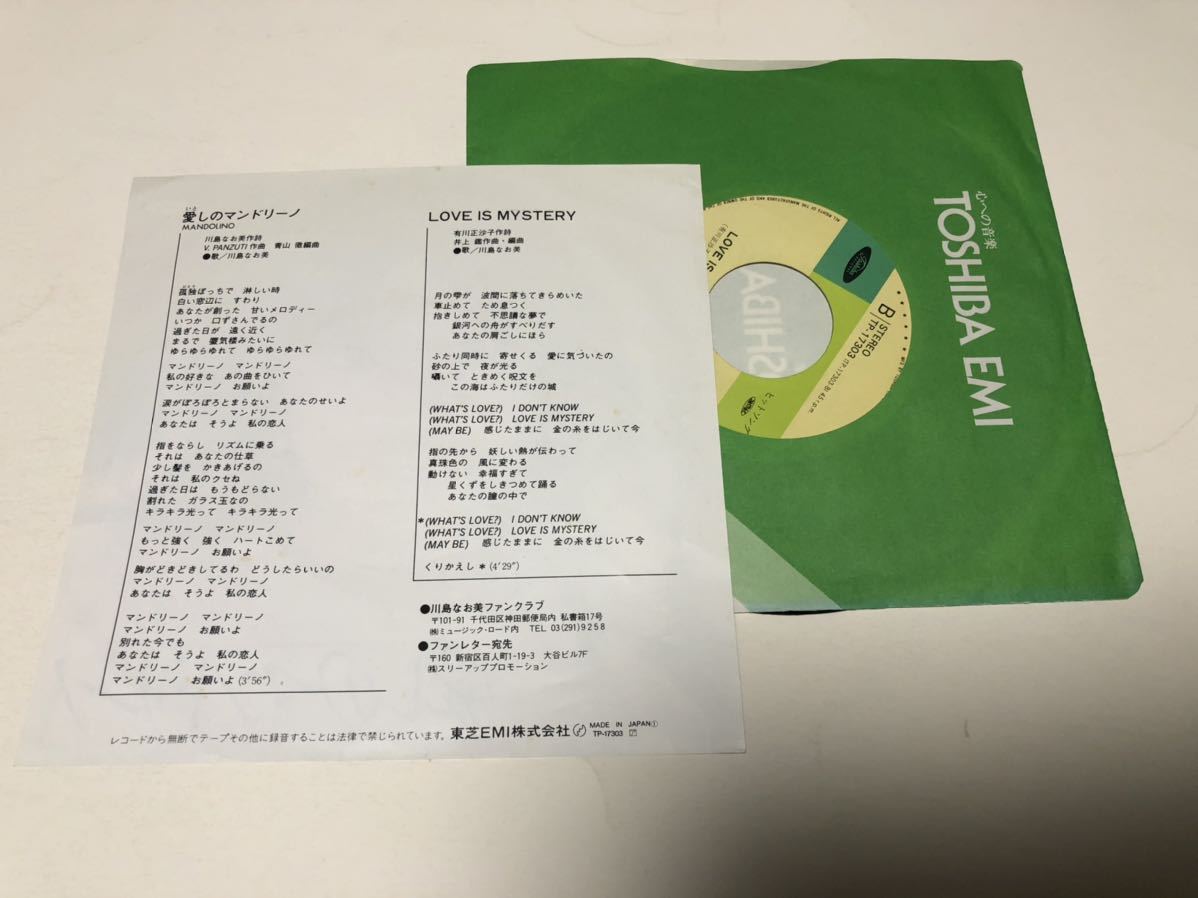 いと
愛しのマンドリーノ
MANDOLINO
川島なお美作詩
V. PANZUTI 作曲 青山 徹編曲
●歌／川島なお美
孤独ぼっちで 淋しい時
白い窓辺に すわり
あなたが創った 甘いメロディー
いつか 口ずさんでるの
過ぎた日が 遠く近く
まるで 蜃気楼みたいに
ゆらゆらゆれて ゆらゆらゆれて
マンドリーノ マンドリーノ
私の好きな あの曲をひいて
マンドリーノ お願いよ
涙がぽろぽろとまらない あなたのせいよ
マンドリーノ マンドリーノ
あなたは そうよ 私の恋人
指をならし リズムに乗る
それは あなたの仕草
少し髪を かきあげるの
それは 私のクセね
過ぎた日は もうもどらない
割れた ガラス玉なの
キラキラ光って キラキラ光って
マンドリーノ マンドリーノ
もっと強く 強く ハートこめて
マンドリーノ お願いよ
胸がどきどきしてるわ どうしたらいいの
マンドリーノ マンドリーノ
あなたは そうよ 私の恋人
マンドリーノ マンドリーノ
マンドリーノ お願いよ
別れた今でも
あなたは そうよ 私の恋人
マンドリーノ マンドリーノ
マンドリーノ お願いよ (3′56″)
LOVE IS MYSTERY
有川正沙子作詩
井上 鑑作曲・編曲
●歌／川島なお美
月の雫が 波間に落ちてきらめいた
車止めて ため息つく
抱きしめて 不思議な夢で
銀河への舟がすべりだす
あなたの肩ごしにほら
ふたり同時に 寄せくる 愛に気づいたの
砂の上で 夜が光る
囁いて ときめく呪文を
この海はふたりだけの城
(WHAT'S LOVE?) I DON'T KNOW
(WHAT'S LOVE?) LOVE IS MYSTERY
(MAY BE) 感じたままに 金の糸をはじいて今
指の先から 妖しい熱が伝わって
真珠色の 風に変わる
動けない 幸福すぎて
星くずをしきつめて踊る
あなたの瞳の中で
*(WHAT'S LOVE?) I DON'T KNOW
(WHAT'S LOVE?) LOVE IS MYSTERY
(MAY BE) 感じたままに 金の糸をはじいて今
くりかえし * (4′29″)
●川島なお美ファンクラブ
〒101-91 千代田区神田郵便局内 私書箱17号
㈱ミュージック・ロード内 TEL 03(291)9258
●ファンレター宛先
〒160 新宿区百人町1-19-3 大谷ビル7F
㈱スリーアッププロモーション
レコードから無断でテープその他に録音することは法律で禁じられています。 東芝EMI株式会社
MADE IN JAPAN①
TP-17303
心への音楽
TOSHIBA EMI
LOVE IS
B
STEREO
TP-17303
45r.p.m.
ヒットソング
SHIBA